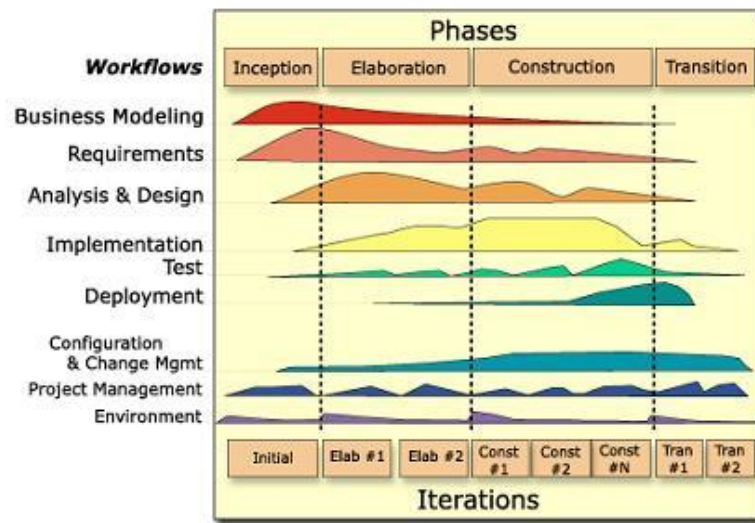 Phases
Workflows
Inception
Elaboration
Construction
Transition
Business Modeling
Requirements
Analysis & Design
Implementation
Test
Deployment
Configuration
& Change Mgmt
Project Management
Environment
Initial
Elab #1
Elab #2
Const
#1
Const
#2
Const
#N
Tran
#1
Tran
#2
Iterations